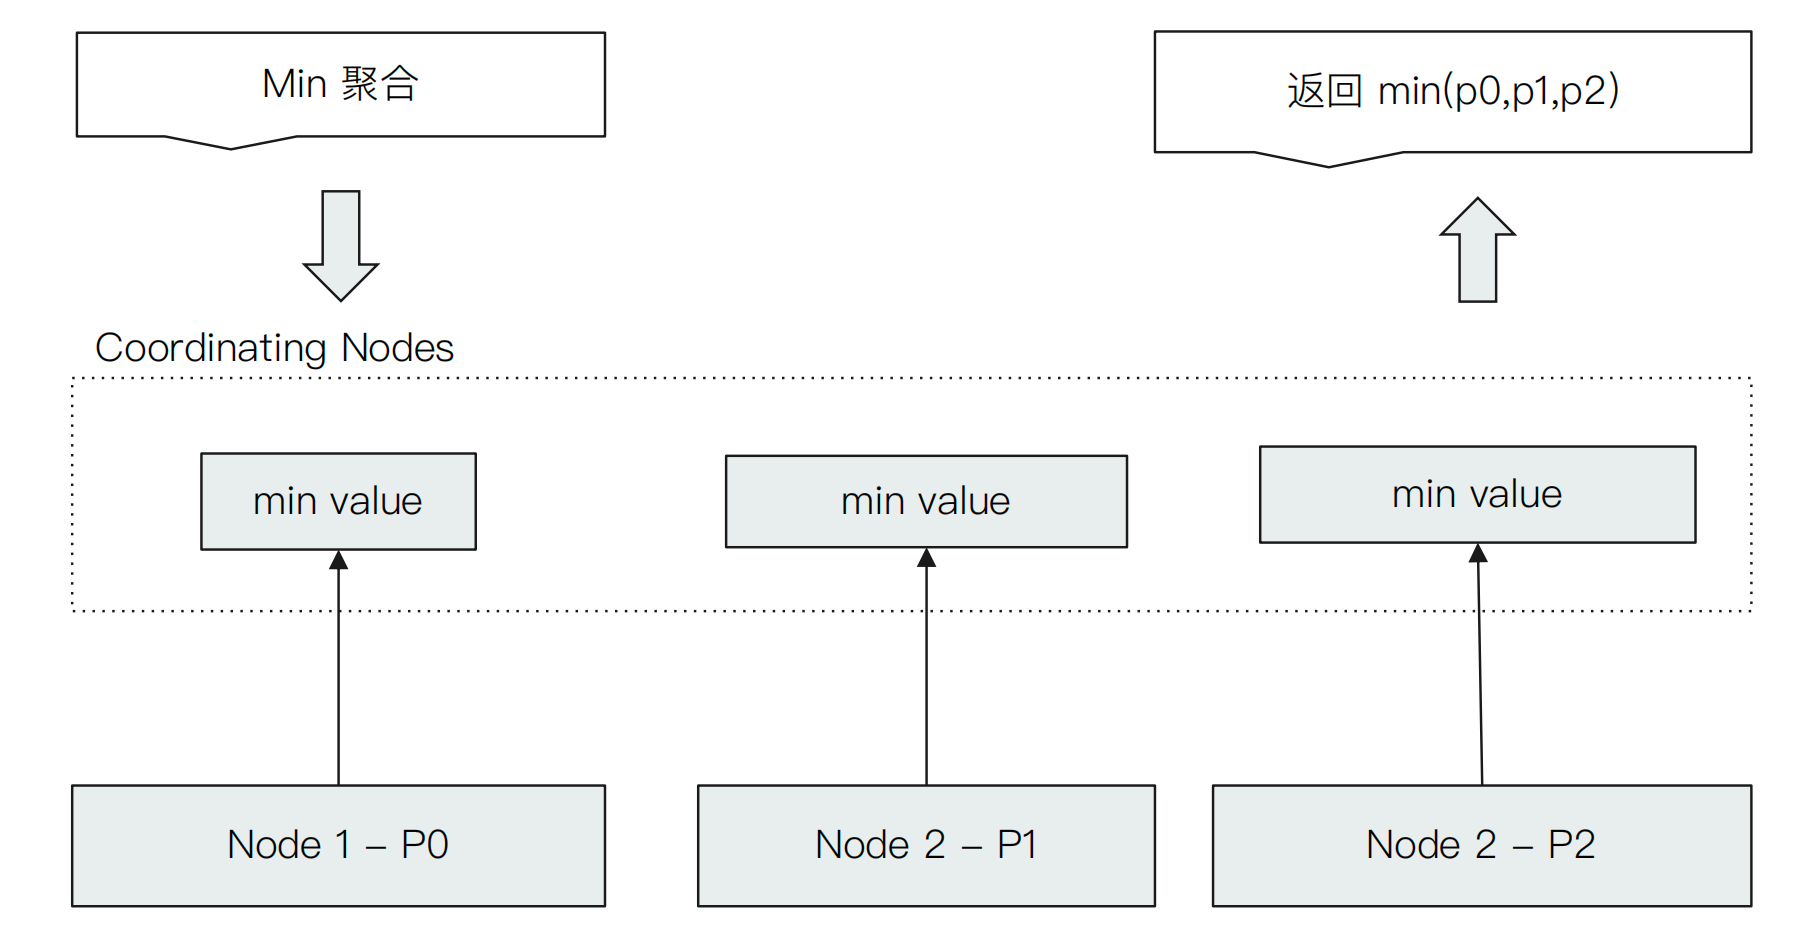 Min 聚合
返回 min(p0,p1,p2)
Coordinating Nodes
min value
min value
min value
Node 1 – P0
Node 2 – P1
Node 2 – P2